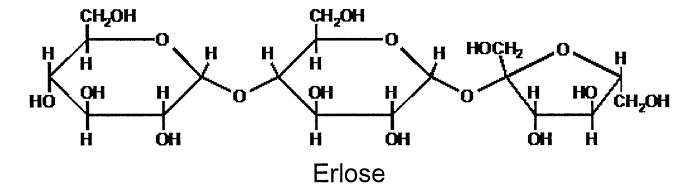 CH₂OH CH₂OH
H O H H O H HOCH₂ O H
H H
HO OH H O OH H O H HO CH₂OH
H OH H OH OH H
Erlose